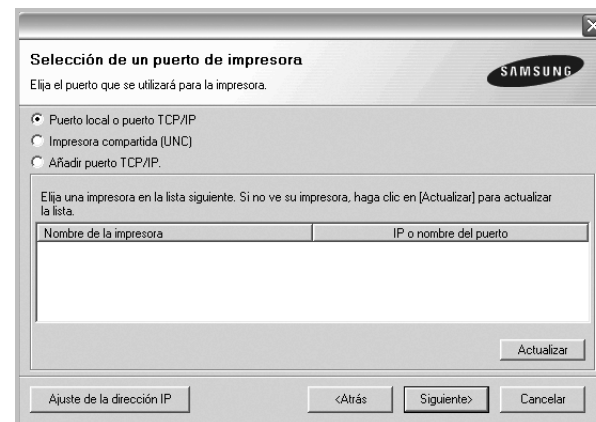 Selección de un puerto de impresora
Elija el puerto que se utilizará para la impresora.
SAMSUNG
Puerto local o puerto TCP/IP
Impresora compartida (UNC)
Añadir puerto TCP/IP.
Elija una impresora en la lista siguiente. Si no ve su impresora, haga clic en [Actualizar] para actualizar
la lista.
Nombre de la impresora IP o nombre del puerto
Actualizar
Ajuste de la dirección IP <Atrás Siguiente> Cancelar